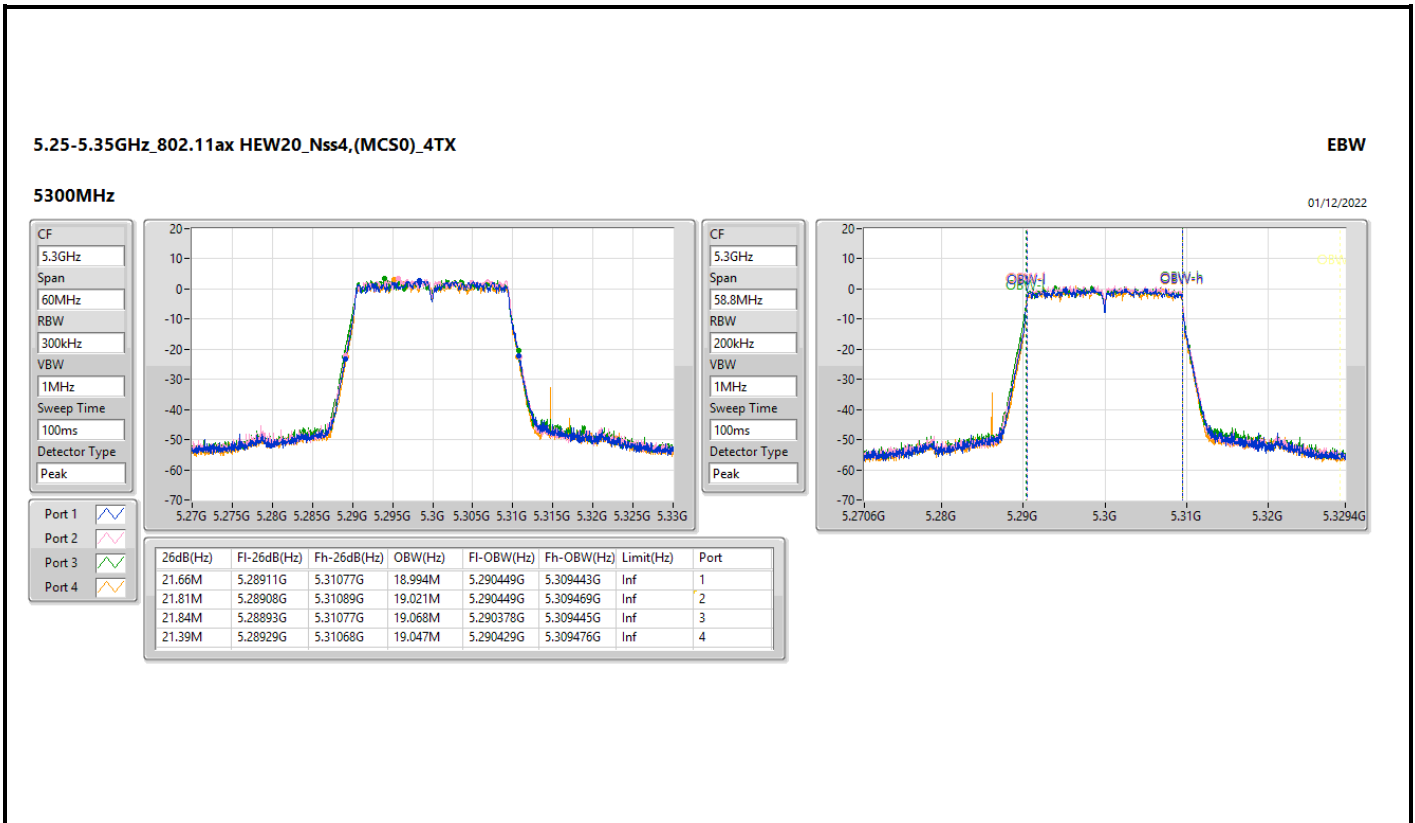 5.25-5.35GHz_802.11ax HEW20_Nss4,(MCS0)_4TX
EBW
5300MHz
01/12/2022
CF
5.3GHz
Span
60MHz
RBW
300kHz
VBW
1MHz
Sweep Time
100ms
Detector Type
Peak
Port 1
Port 2
Port 3
Port 4
20
10
0
-10
-20
-30
-40
-50
-60
-70
5.27G 5.275G 5.28G 5.285G 5.29G 5.295G 5.3G 5.305G 5.31G 5.315G 5.32G 5.325G 5.33G
CF
5.3GHz
Span
58.8MHz
RBW
200kHz
VBW
1MHz
Sweep Time
100ms
Detector Type
Peak
20
10
0
-10
-20
-30
-40
-50
-60
-70
OBW-l
OBW-h
5.2706G 5.28G 5.29G 5.3G 5.31G 5.32G 5.3294G
26dB(Hz) Fl-26dB(Hz) Fh-26dB(Hz) OBW(Hz) Fl-OBW(Hz) Fh-OBW(Hz) Limit(Hz) Port
21.66M 5.28911G 5.31077G 18.994M 5.290449G 5.309443G Inf 1
21.81M 5.28908G 5.31089G 19.021M 5.290449G 5.309469G Inf 2
21.84M 5.28893G 5.31077G 19.068M 5.290378G 5.309445G Inf 3
21.39M 5.28929G 5.31068G 19.047M 5.290429G 5.309476G Inf 4